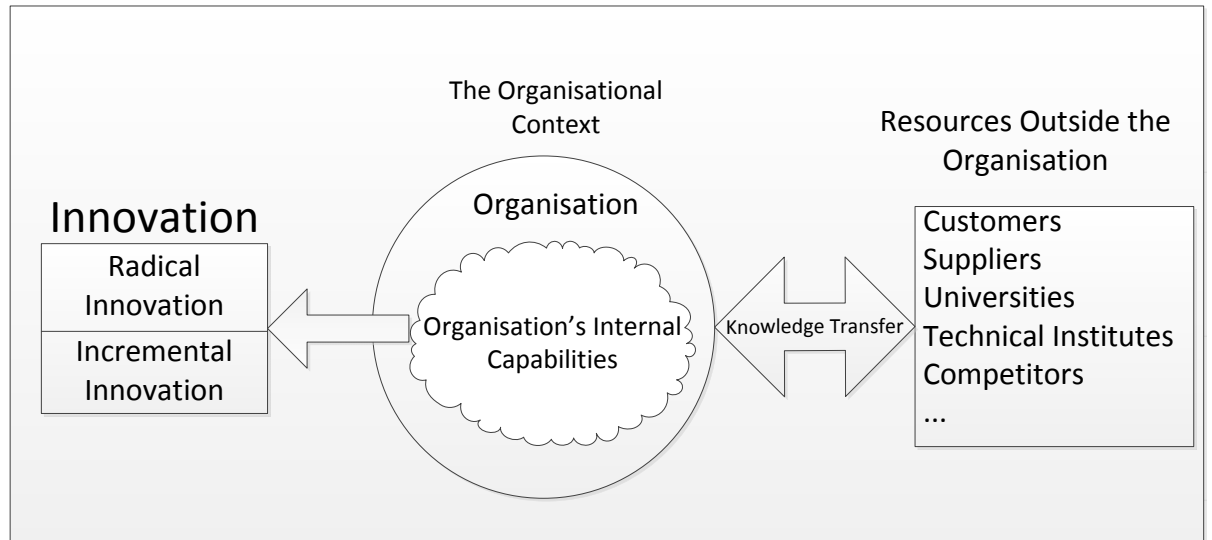 The Organisational
Context
Resources Outside the
Organisation
Innovation
Radical
Innovation
Incremental
Innovation
Organisation
Organisation's Internal
Capabilities
Knowledge Transfer
Customers
Suppliers
Universities
Technical Institutes
Competitors
...